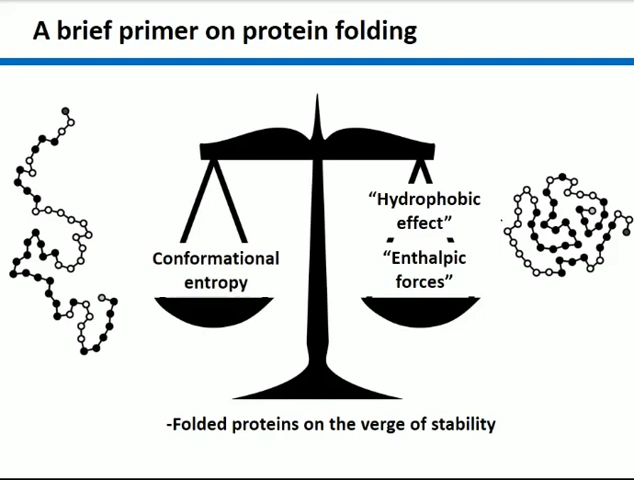 A brief primer on protein folding
Conformational
entropy
“Hydrophobic
effect”
“Enthalpic
forces”
-Folded proteins on the verge of stability